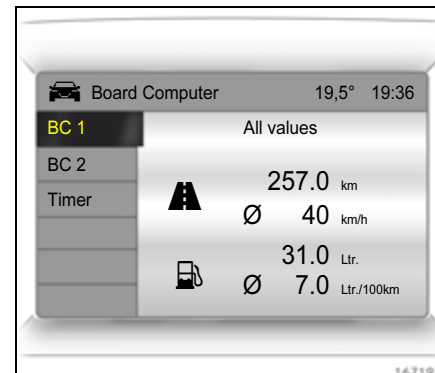 Board Computer 19,5° 19:36
BC 1 All values
BC 2
257.0 km
Timer
Ø 40 km/h
31.0 Ltr.
Ø 7.0 Ltr./100km